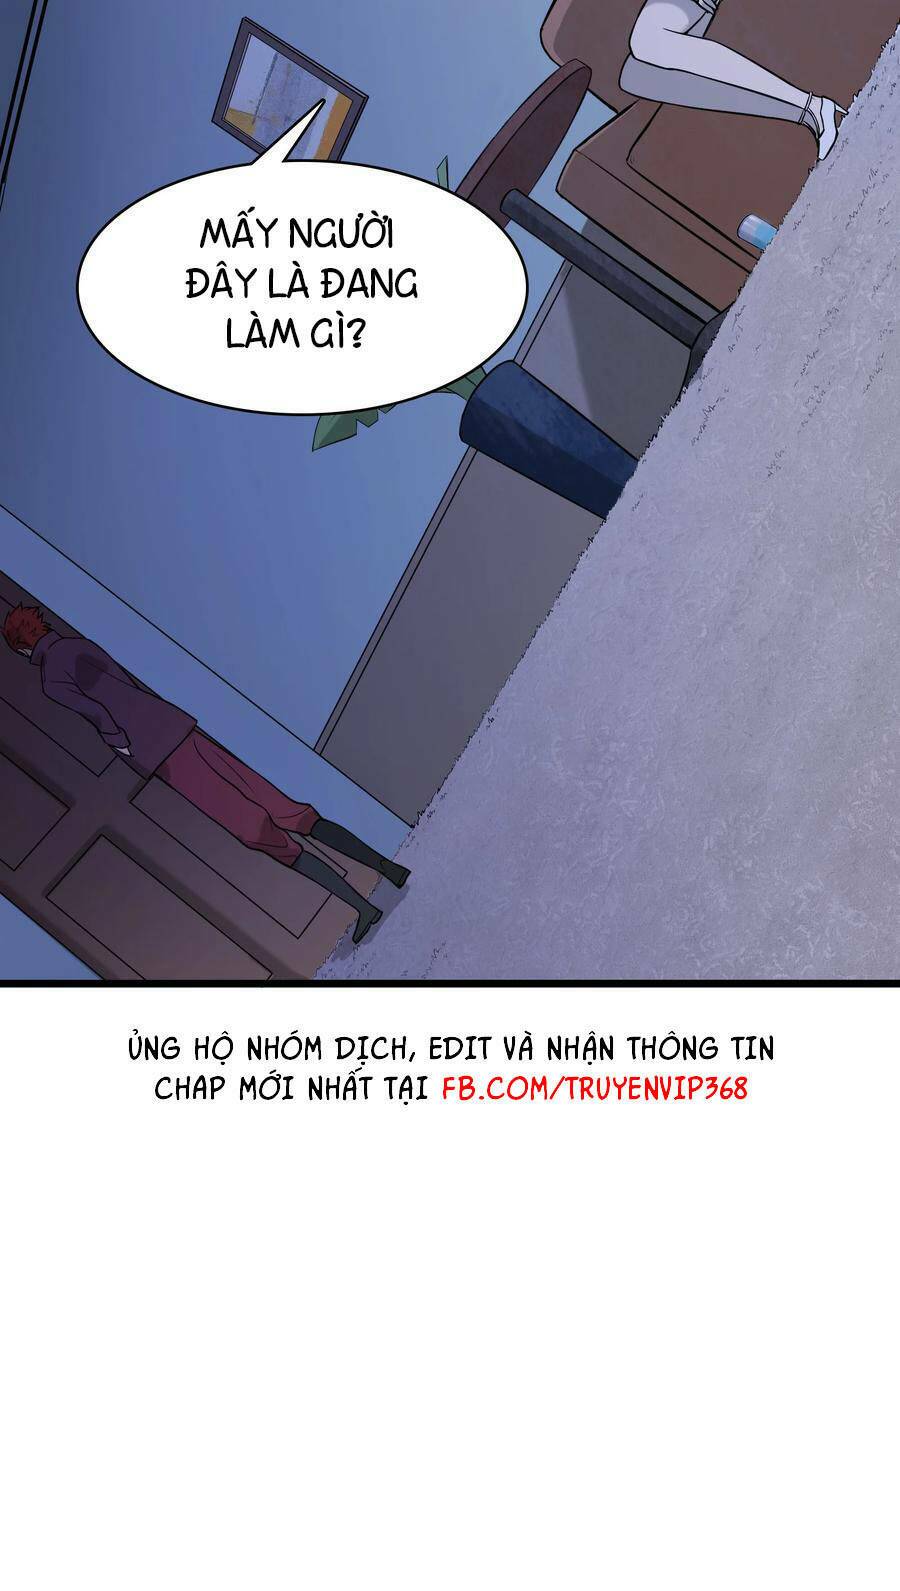 MẤY NGƯỜI
ĐÂY LÀ ĐANG
LÀM GÌ?
ỦNG HỘ NHÓM DỊCH, EDIT VÀ NHẬN THÔNG TIN
CHAP MỚI NHẤT TẠI FB.COM/TRUYENVIP368